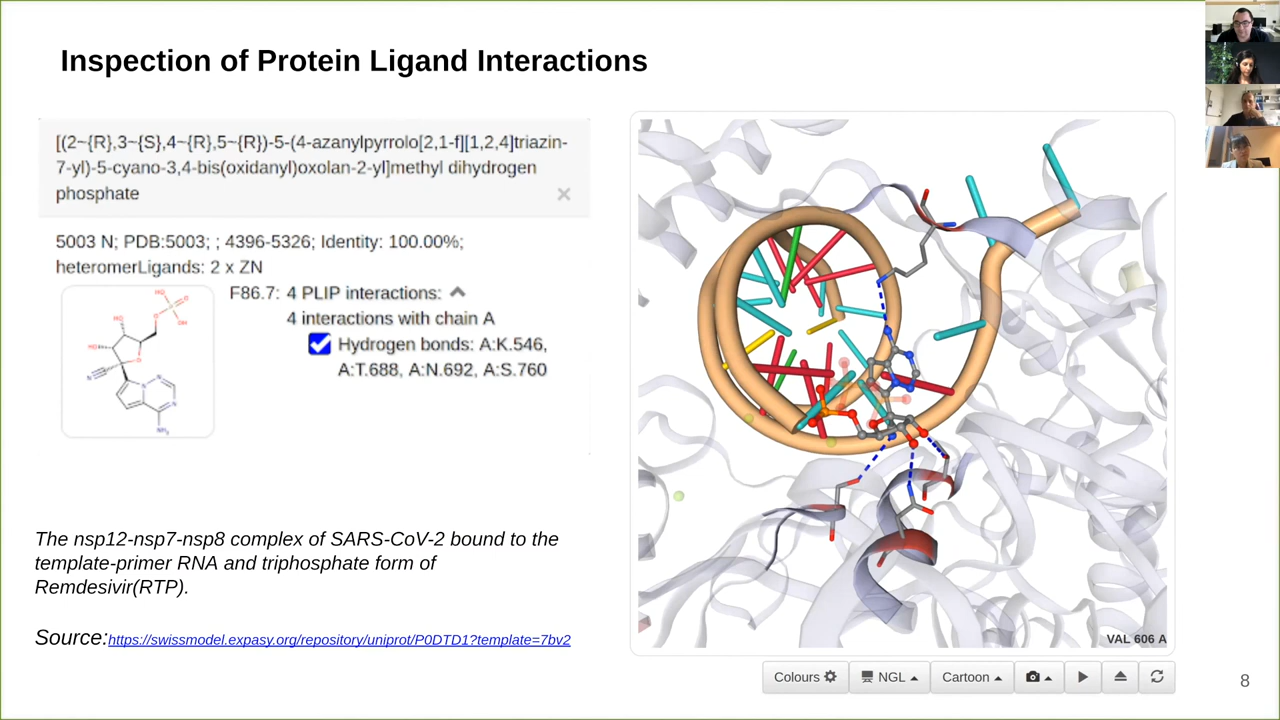 Inspection of Protein Ligand Interactions
[(2~{R},3~{S},4~{R},5~{R})-5-(4-azanylpyrrolo[2,1-f][1,2,4]triazin-
7-yl)-5-cyano-3,4-bis(oxidanyl)oxolan-2-yl]methyl dihydrogen
phosphate
5003 N; PDB:5003; ; 4396-5326; Identity: 100.00%;
heteromerLigands: 2 x ZN
F86.7: 4 PLIP interactions:
4 interactions with chain A
Hydrogen bonds: A:K.546,
A:T.688, A:N.692, A:S.760
HO
O
OH
HO
HO
O
N
N
N
N
NH₂
The nsp12-nsp7-nsp8 complex of SARS-CoV-2 bound to the
template-primer RNA and triphosphate form of
Remdesivir(RTP).
Source:https://swissmodel.expasy.org/repository/uniprot/P0DTD1?template=7bv2
VAL 606 A
Colours NGL Cartoon
8